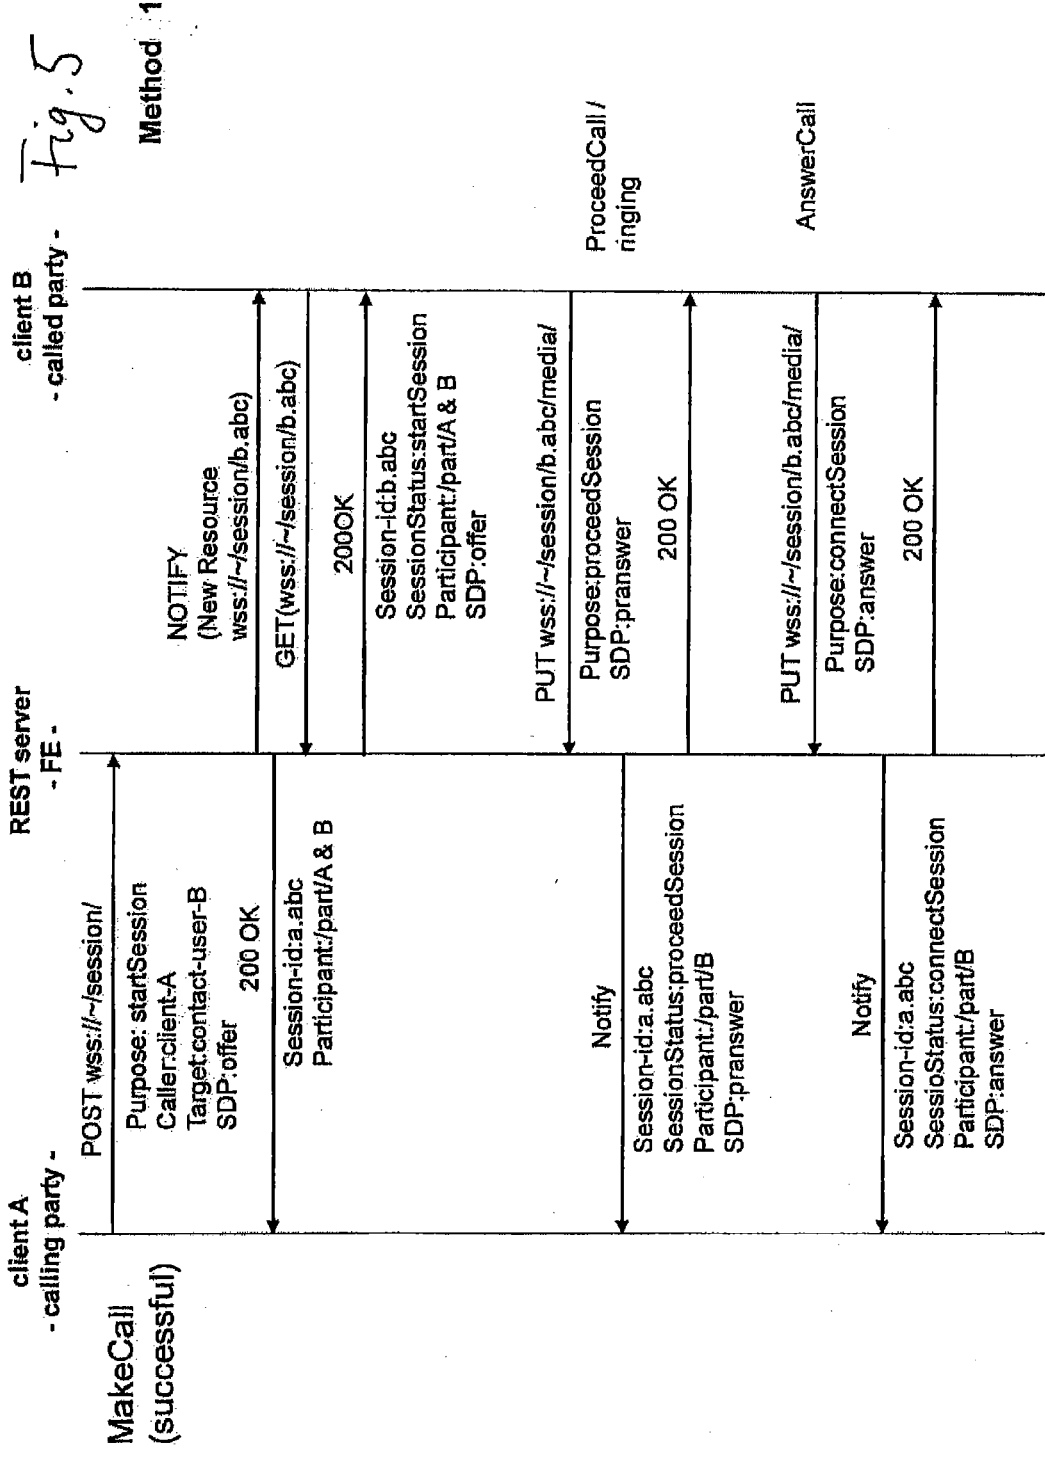 Fig.5
Method 1
client A
- calling party -
REST server
- FE -
client B
- called party -
MakeCall
(successful)
POST wss://~/session/
Purpose: startSession
Caller:client-A
Target:contact-user-B
SDP:offer
NOTIFY
(New Resource
wss://~/session/b.abc)
200 OK
Session-id:a.abc
Participant:/part/A & B
GET(wss://~/session/b.abc)
200OK
Session-id:b.abc
SessionStatus:startSession
Participant:/part/A & B
SDP:offer
PUT wss://~/session/b.abc/media/
Purpose:proceedSession
SDP:pranswer
ProceedCall /
ringing
Notify
Session-id:a.abc
SessionStatus:proceedSession
Participant:/part/B
SDP:pranswer
200 OK
PUT wss://~/session/b.abc/media/
Purpose:connectSession
SDP:answer
AnswerCall
Notify
Session-id:a.abc
SessioStatus:connectSession
Participant:/part/B
SDP:answer
200 OK